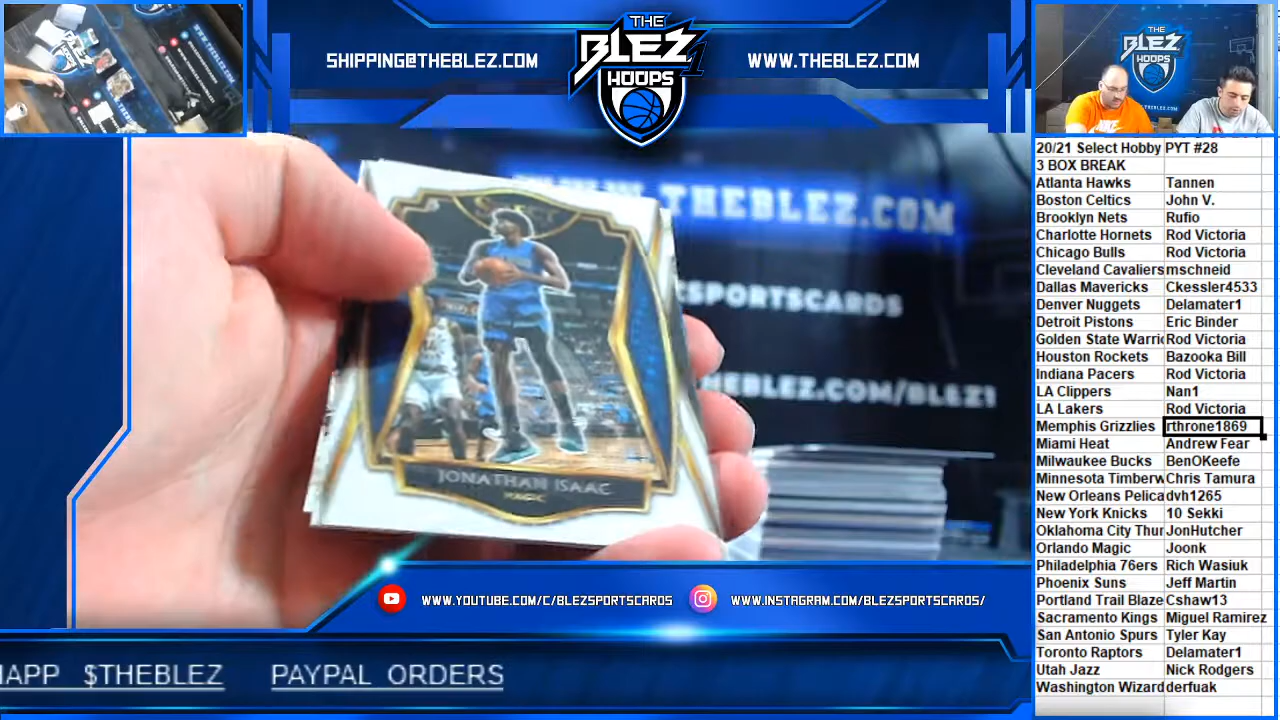 SHIPPING@THEBLEZ.COM
THE
BLEZ
HOOPS
WWW.THEBLEZ.COM
THE
BLEZ
HOOPS
THEBLEZ.COM
ZSPORTSCARDS
THEBLEZ.COM/BLEZ1
SELECT
JONATHAN ISAAC
MAGIC
20/21 Select Hobby PYT #28
3 BOX BREAK
Atlanta Hawks Tannen
Boston Celtics John V.
Brooklyn Nets Rufio
Charlotte Hornets Rod Victoria
Chicago Bulls Rod Victoria
Cleveland Cavaliers mschneid
Dallas Mavericks Ckessler4533
Denver Nuggets Delamater1
Detroit Pistons Eric Binder
Golden State Warric Rod Victoria
Houston Rockets Bazooka Bill
Indiana Pacers Rod Victoria
LA Clippers Nan1
LA Lakers Rod Victoria
Memphis Grizzlies rthrone1869
Miami Heat Andrew Fear
Milwaukee Bucks BenOKeefe
Minnesota Timberw Chris Tamura
New Orleans Pelica dvh1265
New York Knicks 10 Sekki
Oklahoma City Thur JonHutcher
Orlando Magic Joonk
Philadelphia 76ers Rich Wasiuk
Phoenix Suns Jeff Martin
Portland Trail Blaze Cshaw13
Sacramento Kings Miguel Ramirez
San Antonio Spurs Tyler Kay
Toronto Raptors Delamater1
Utah Jazz Nick Rodgers
Washington Wizard derfuak
WWW.YOUTUBE.COM/C/BLEZSPORTSCARDS
WWW.INSTAGRAM.COM/BLEZSPORTSCARDS/
HAPP $THEBLEZ PAYPAL ORDERS